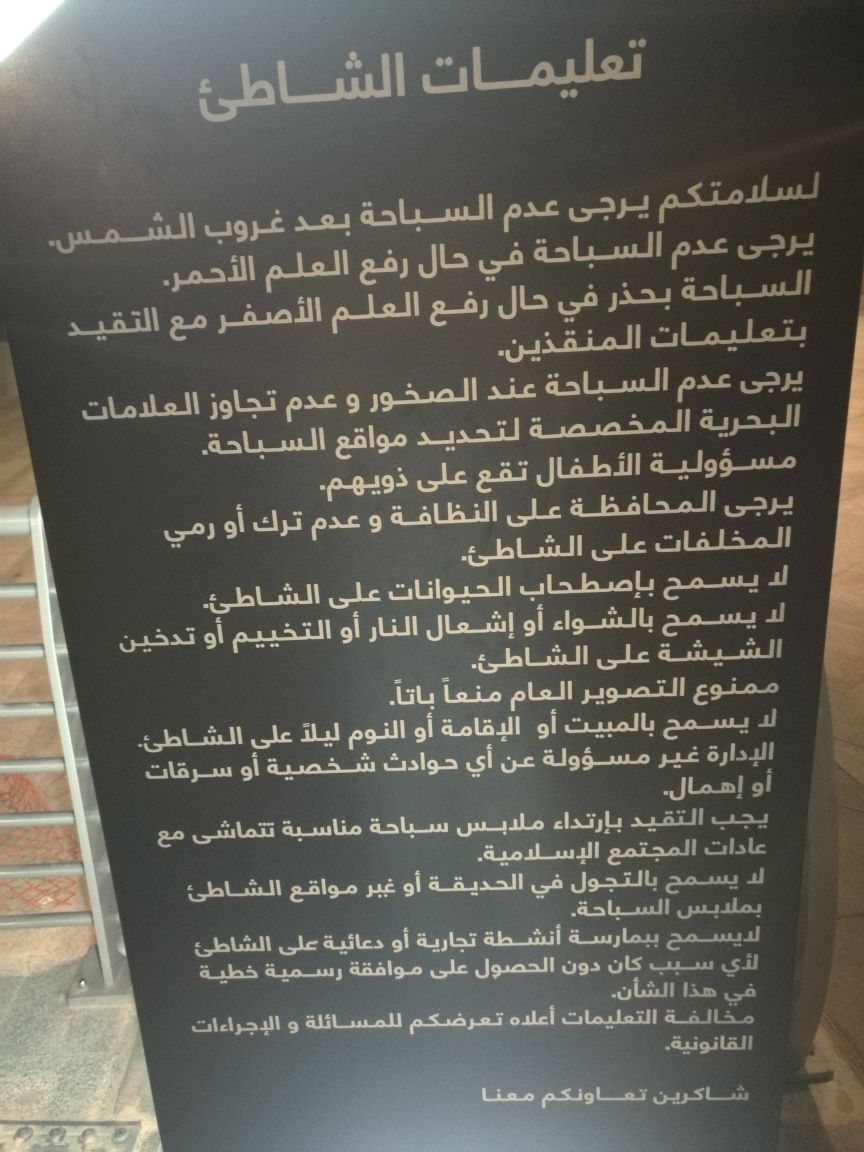 تعليمات الشاطئ
لسلامتكم يرجى عدم السباحة بعد غروب الشمس.
يرجى عدم السباحة في حال رفع العلم الأحمر.
السباحة بحذر في حال رفع العلم الأصفر مع التقيد
بتعليمات المنقذين.
يرجى عدم السباحة عند الصخور و عدم تجاوز العلامات
البحرية المخصصة لتحديد مواقع السباحة.
مسؤولية الأطفال تقع على ذويهم.
يرجى المحافظة على النظافة و عدم ترك أو رمي
المخلفات على الشاطئ.
لا يسمح بإصطحاب الحيوانات على الشاطئ.
لا يسمح بالشواء أو إشعال النار أو التخييم أو تدخين
الشيشة على الشاطئ.
ممنوع التصوير العام منعاً باتاً.
لا يسمح بالمبيت أو الإقامة أو النوم ليلاً على الشاطئ.
الإدارة غير مسؤولة عن أي حوادث شخصية أو سرقات
أو إهمال.
يجب التقيد بإرتداء ملابس سباحة مناسبة تتماشى مع
عادات المجتمع الإسلامية.
لا يسمح بالتجول في الحديقة أو غير مواقع الشاطئ
بملابس السباحة.
لايسمح بممارسة أنشطة تجارية أو دعائية على الشاطئ
لأي سبب كان دون الحصول على موافقة رسمية خطية
في هذا الشأن.
مخالفة التعليمات أعلاه تعرضكم للمسائلة و الإجراءات
القانونية.
شاكرين تعاونكم معنا